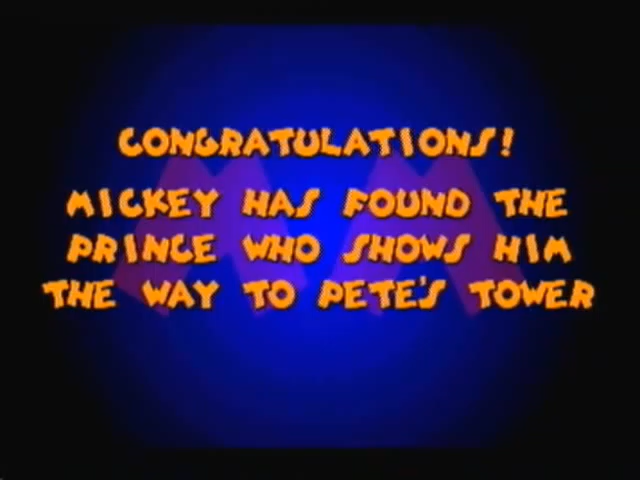 CONGRATULATIONS!
MICKEY HAS FOUND THE
PRINCE WHO SHOWS HIM
THE WAY TO PETE'S TOWER